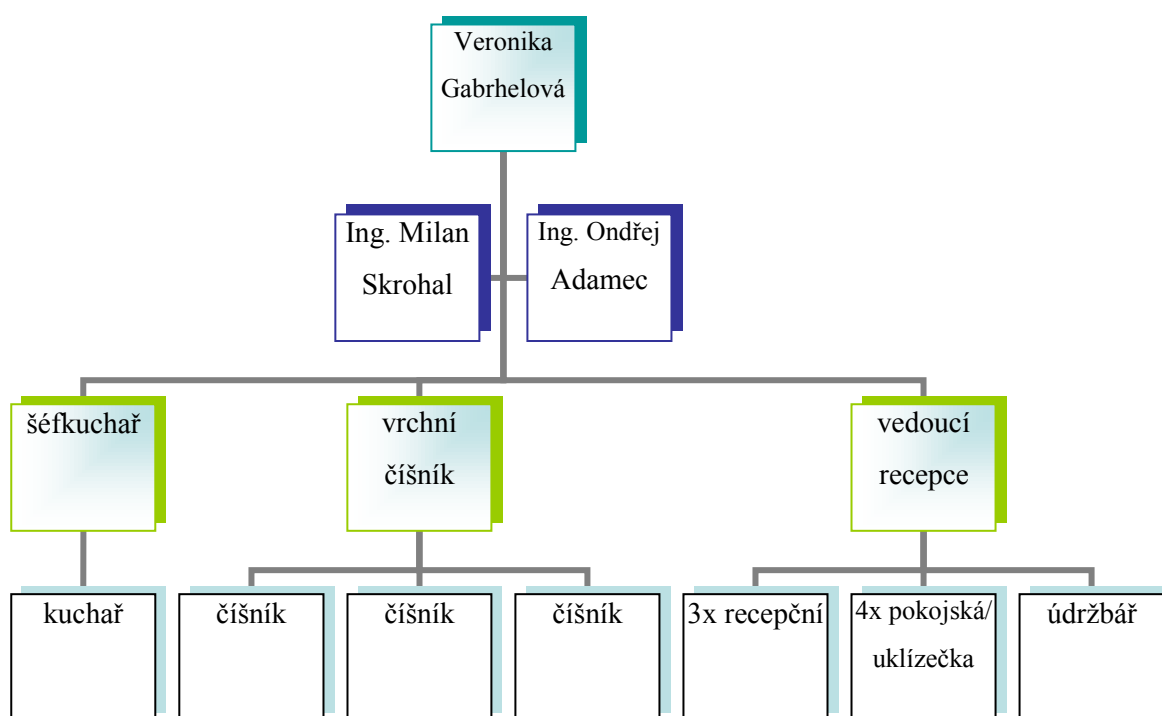 Veronika
Gabrhelová
Ing. Milan
Skrohal
Ing. Ondřej
Adamec
šéfkuchař
vrchní
číšník
vedoucí
recepce
kuchař
číšník
číšník
číšník
3x recepční
4x pokojská/
uklízečka
údržbář